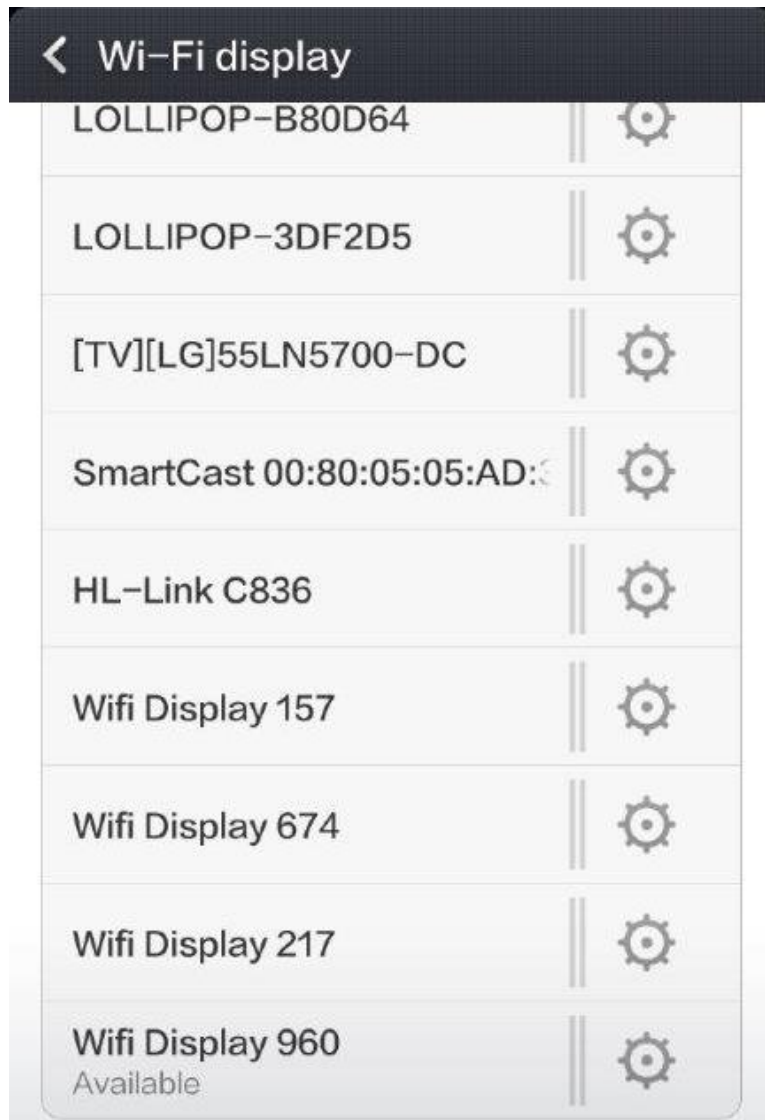 Wi-Fi display
LOLLIPOP-B80D64
LOLLIPOP-3DF2D5
[TV][LG]55LN5700-DC
SmartCast 00:80:05:05:AD:
HL-Link C836
Wifi Display 157
Wifi Display 674
Wifi Display 217
Wifi Display 960
Available